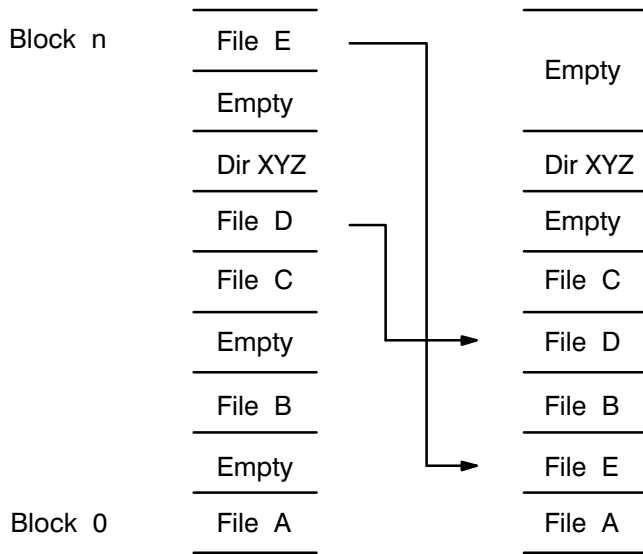 Block n File E
Empty
Empty
Dir XYZ Dir XYZ
File D Empty
File C File C
Empty File D
File B File B
Empty File E
Block 0 File A File A